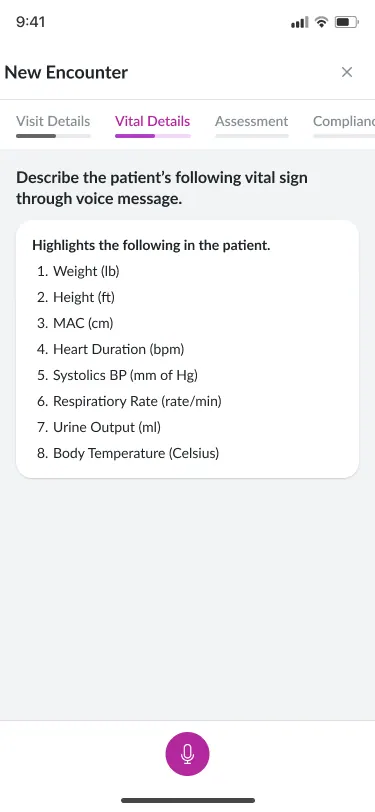 9:41
New Encounter
Visit Details Vital Details Assessment Complianc
Describe the patient’s following vital sign
through voice message.
Highlights the following in the patient.
1. Weight (lb)
2. Height (ft)
3. MAC (cm)
4. Heart Duration (bpm)
5. Systolics BP (mm of Hg)
6. Respiratiory Rate (rate/min)
7. Urine Output (ml)
8. Body Temperature (Celsius)